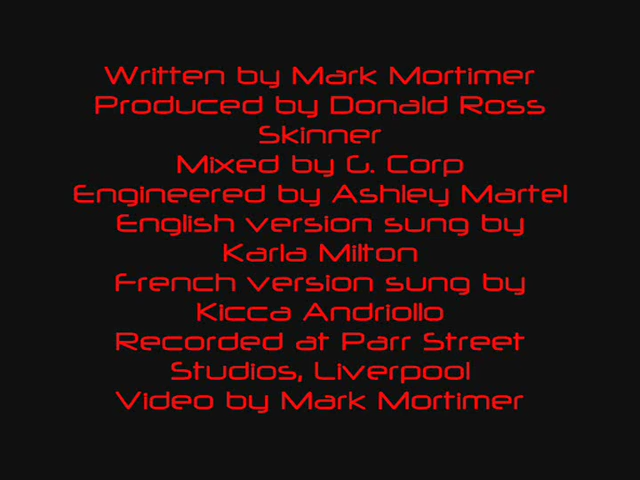 Written by Mark Mortimer
Produced by Donald Ross
Skinner
Mixed by G. Corp
Engineered by Ashley Martel
English version sung by
Karla Milton
French version sung by
Kicca Andriollo
Recorded at Parr Street
Studios, Liverpool
Video by Mark Mortimer